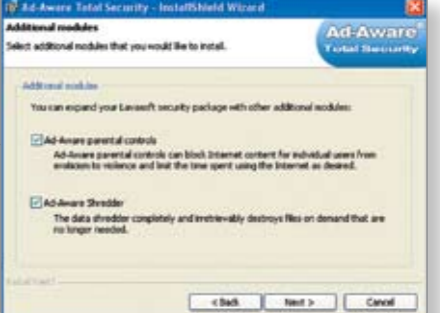 Ad-Aware Total Security - InstallShield Wizard
Additional modules
Select additional modules that you would like to install.
Ad-Aware
Total Security
Additional modules
You can expand your Lavasoft security package with other additional modules:
Ad-Aware parental controls
Ad-Aware parental controls can block Internet content for individual users from
to violence and limit the time spent using the Internet as desired.
Ad-Aware Shredder
The data shredder completely and irretrievably destroys files on demand that are
no longer needed.
InstallShield
< Back
Next >
Cancel